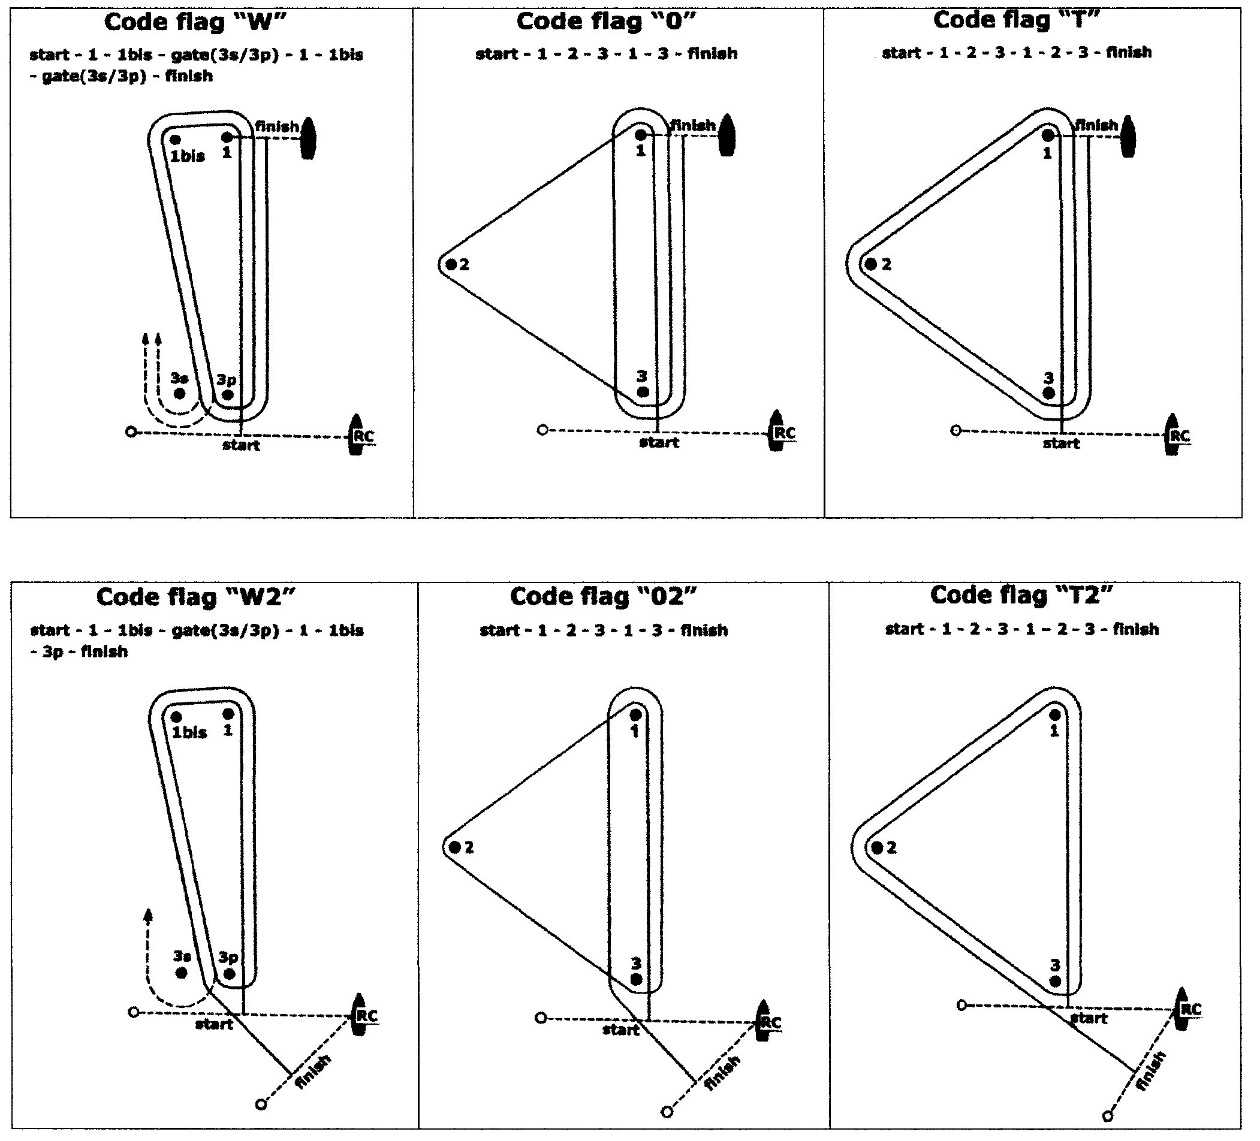 Code flag “W”
start - 1 - 1bis - gate(3s/3p) - 1 - 1bis
- gate(3s/3p) - finish
finish
1bis
1
3s
3p
RC
start
Code flag “0”
start - 1 - 2 - 3 - 1 - 3 - finish
finish
1
2
3
RC
start
Code flag “T”
start - 1 - 2 - 3 - 1 - 2 - 3 - finish
finish
1
2
3
RC
start
Code flag “W2”
start - 1 - 1bis - gate(3s/3p) - 1 - 1bis
- 3p - finish
1bis
1
3s
3p
RC
start
finish
Code flag “02”
start - 1 - 2 - 3 - 1 - 3 - finish
1
2
3
RC
start
finish
Code flag “T2”
start - 1 - 2 - 3 - 1 - 2 - 3 - finish
1
2
3
RC
start
finish